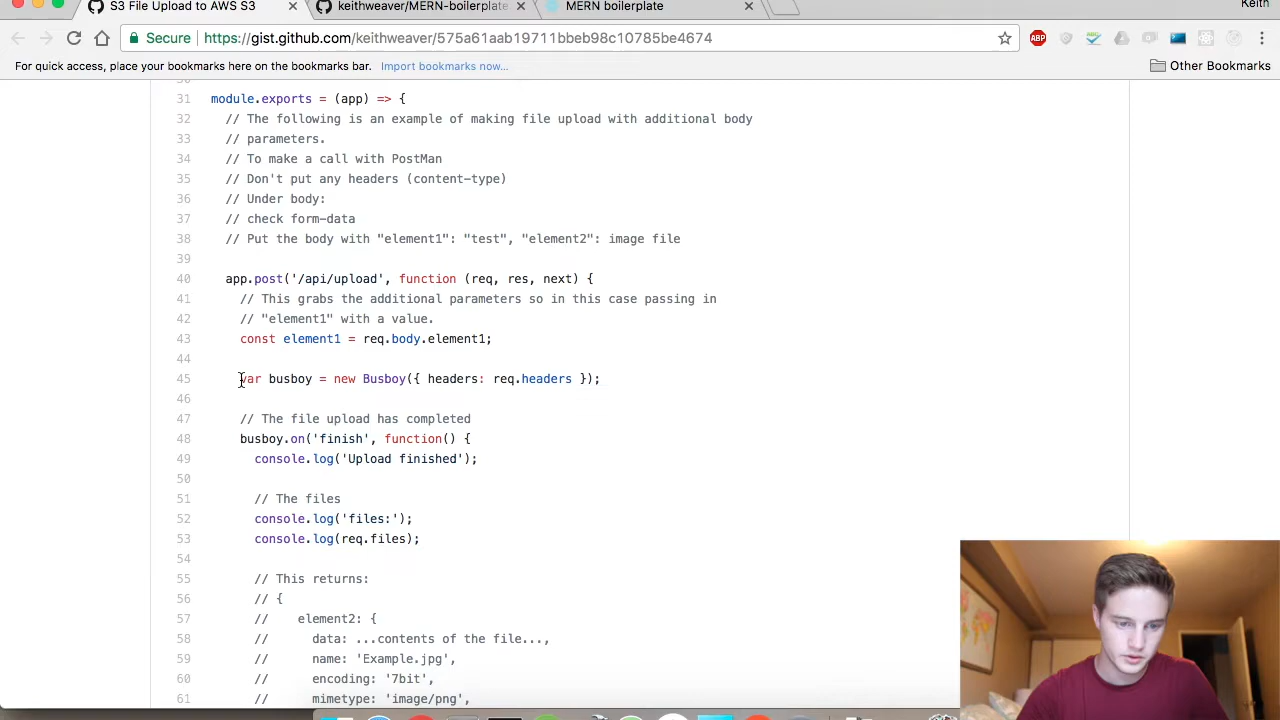 S3 File Upload to AWS S3
keithweaver/MERN-boilerplate
MERN boilerplate
Keith
Secure
https://gist.github.com/keithweaver/575a61aab19711bbeb98c10785be4674
ABP
For quick access, place your bookmarks here on the bookmarks bar. Import bookmarks now...
Other Bookmarks
31 module.exports = (app) => {
32 // The following is an example of making file upload with additional body
33 // parameters.
34 // To make a call with PostMan
35 // Don't put any headers (content-type)
36 // Under body:
37 // check form-data
38 // Put the body with "element1": "test", "element2": image file
39
40 app.post('/api/upload', function (req, res, next) {
41 // This grabs the additional parameters so in this case passing in
42 // "element1" with a value.
43 const element1 = req.body.element1;
44
45 var busboy = new Busboy({ headers: req.headers });
46
47 // The file upload has completed
48 busboy.on('finish', function() {
49 console.log('Upload finished');
50
51 // The files
52 console.log('files:');
53 console.log(req.files);
54
55 // This returns:
56 // {
57 // element2: {
58 // data: ...contents of the file...,
59 // name: 'Example.jpg',
60 // encoding: '7bit',
61 // mimetype: 'image/png',